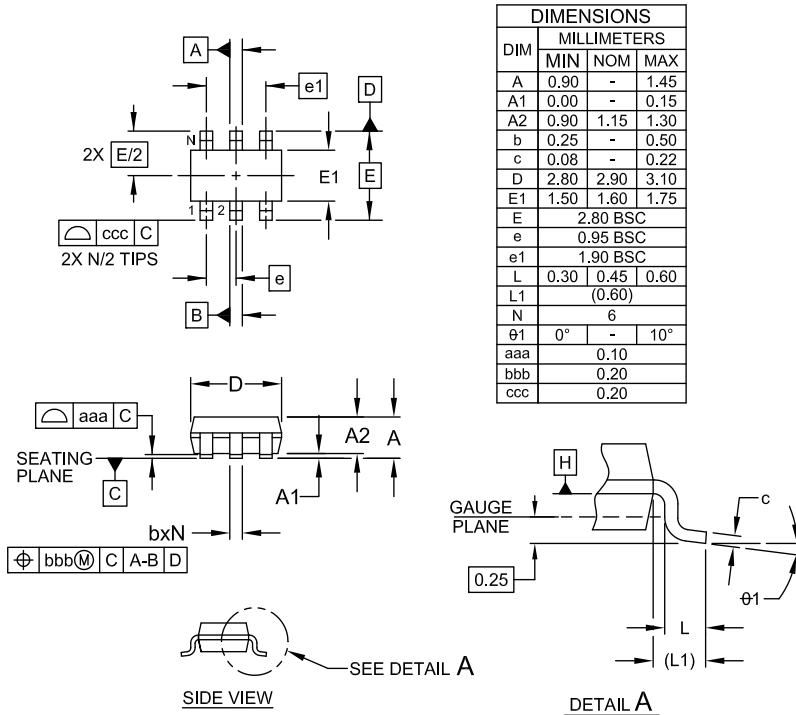 A
e1
D
N
2X E/2
E1
E
1 2
⌓ ccc C
2X N/2 TIPS
e
B
DIMENSIONS
DIM MILLIMETERS
MIN NOM MAX
A 0.90 - 1.45
A1 0.00 - 0.15
A2 0.90 1.15 1.30
b 0.25 - 0.50
c 0.08 - 0.22
D 2.80 2.90 3.10
E1 1.50 1.60 1.75
E 2.80 BSC
e 0.95 BSC
e1 1.90 BSC
L 0.30 0.45 0.60
L1 (0.60)
N 6
θ1 0° - 10°
aaa 0.10
bbb 0.20
ccc 0.20
D
⌓ aaa C
A2 A
SEATING
PLANE
C
A1
bxN
⌖ bbbⓂ C A-B D
H
GAUGE
PLANE
c
0.25
θ1
L
(L1)
SEE DETAIL A
SIDE VIEW
DETAIL A